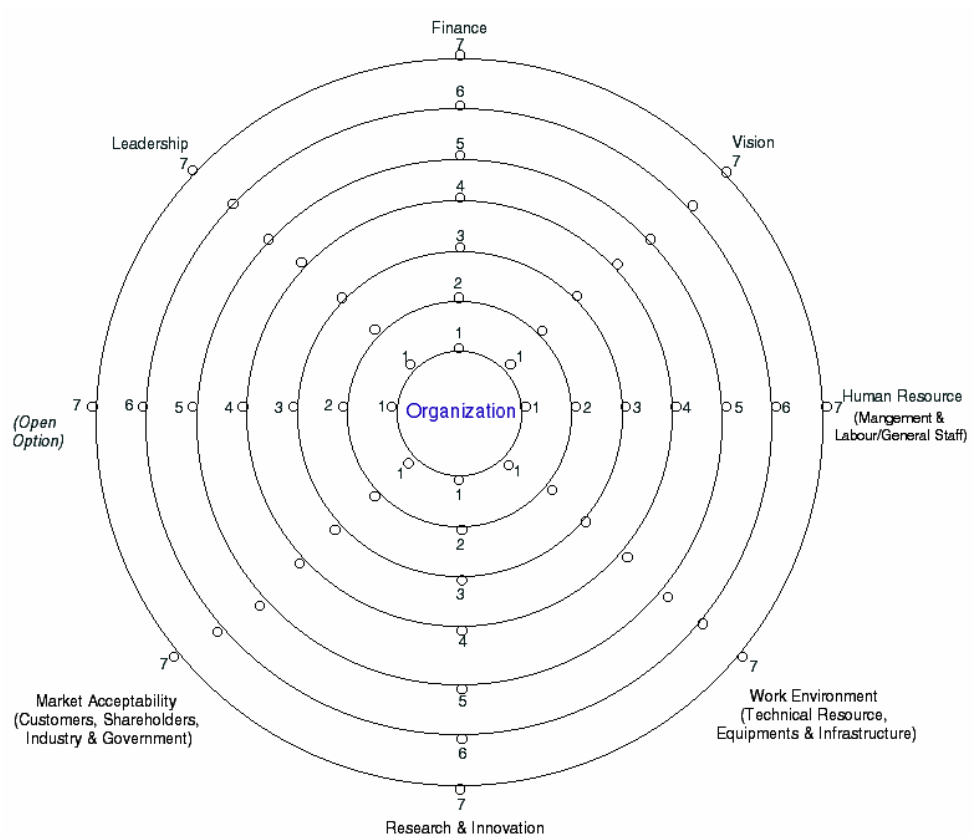 Finance
7
6
Leadership
Vision
7
7
5
4
3
2
1
1
1
7 6 5 4 3 2 1 Organization 1 2 3 4 5 6 7 Human Resource
(Open
Option)
(Mangement &
Labour/General Staff)
1
1
1
2
3
4
7
7
5
Market Acceptability
(Customers, Shareholders,
Industry & Government)
Work Environment
(Technical Resource,
Equipments & Infrastructure)
6
7
Research & Innovation